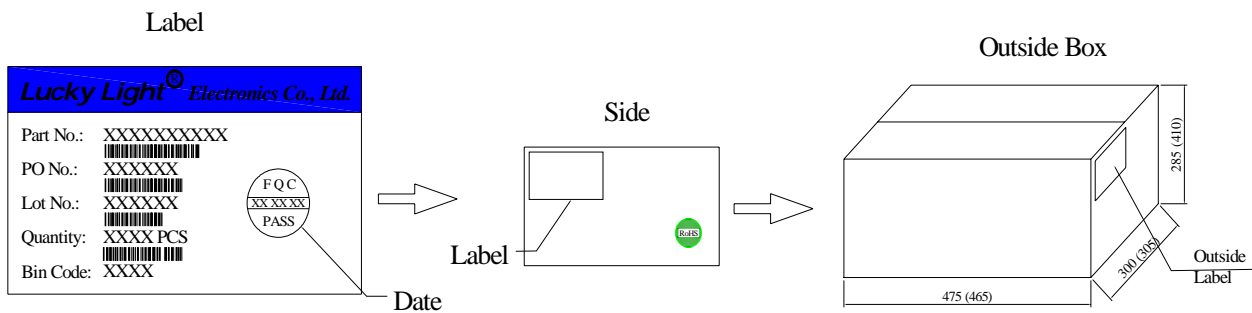 Label
Lucky Light® Electronics Co., Ltd.
Part No.: XXXXXXXXXX
PO No.: XXXXXX
Lot No.: XXXXXX
Quantity: XXXX PCS
Bin Code: XXXX
FQC
XX XX XX
PASS
Date
Side
RoHS
Label
Outside Box
285 (410)
300 (305)
475 (465)
Outside
Label